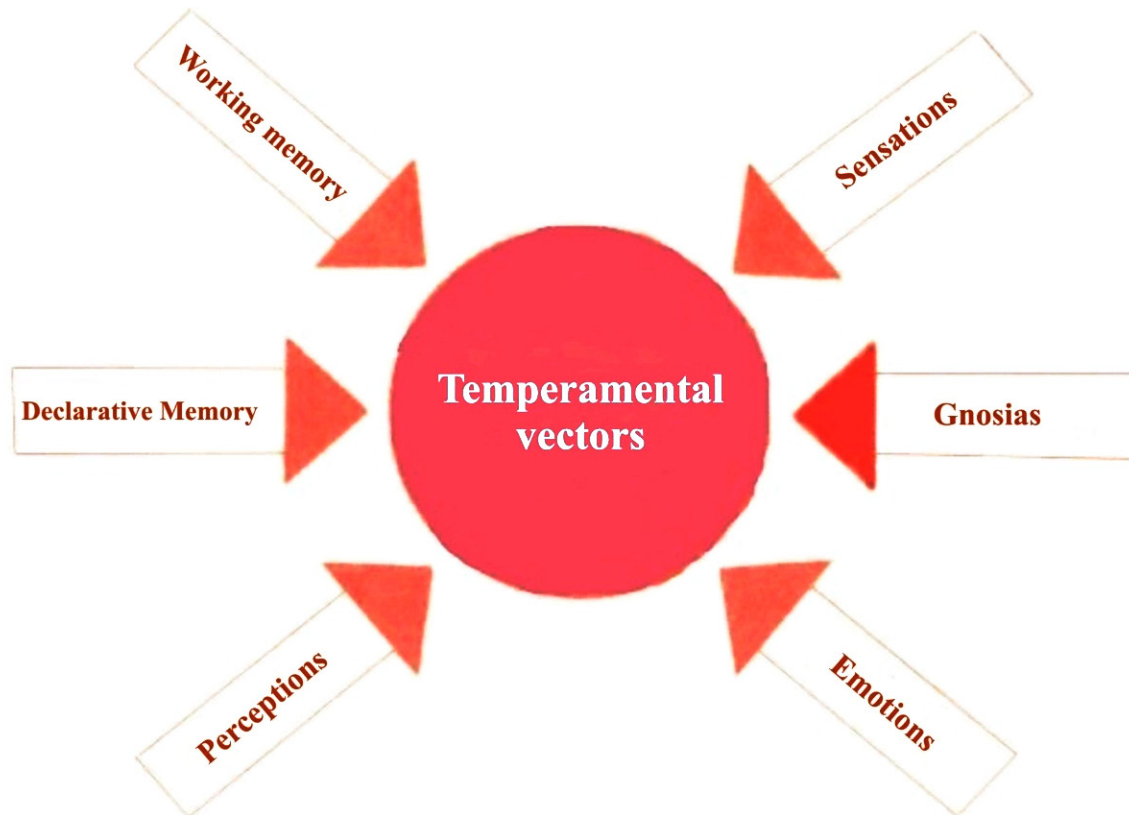 Working memory
Sensations
Declarative Memory
Temperamental
vectors
Gnosias
Perceptions
Emotions